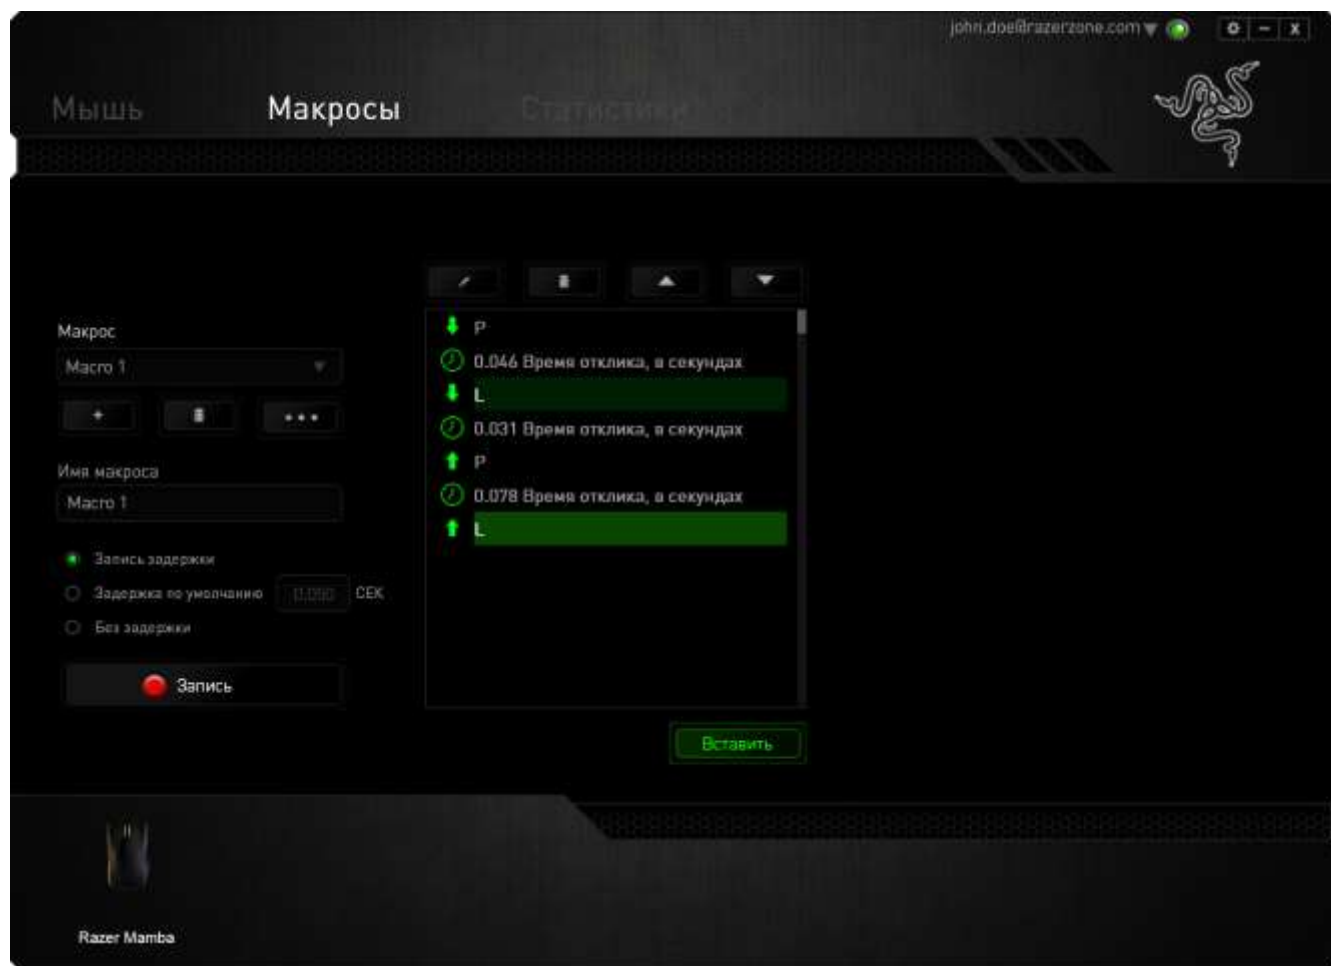 john.doe@razerzone.com
Мышь Макросы Статистики
Макрос
Macro 1
Имя макроса
Macro 1
Запись задержки
Задержка по умолчанию 0.050 СЕК
Без задержки
Запись
P
0.046 Время отклика, в секундах
L
0.031 Время отклика, в секундах
P
0.078 Время отклика, в секундах
L
Вставить
Razer Mamba